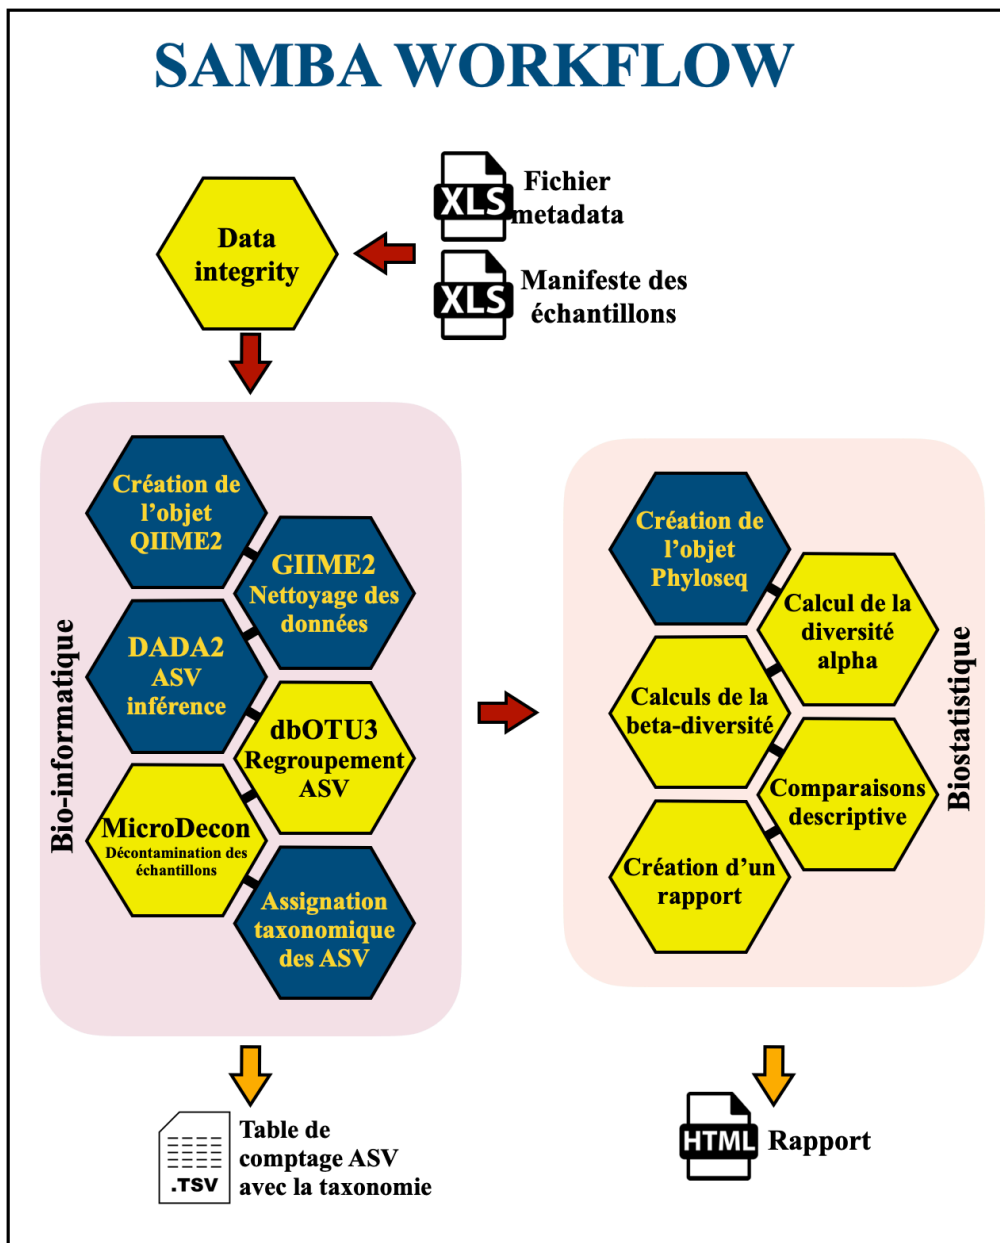 SAMBA WORKFLOW
XLS
Fichier
metadata
Data
integrity
XLS
Manifeste des
échantillons
Bio-informatique
Création de
l'objet
QIIME2
GIIME2
Nettoyage des
données
DADA2
ASV
inférence
dbOTU3
Regroupement
ASV
MicroDecon
Décontamination des
échantillons
Assignation
taxonomique
des ASV
Création de
l'objet
Phyloseq
Calcul de la
diversité
alpha
Calculs de la
beta-diversité
Comparaisons
descriptive
Création d'un
rapport
Biostatistique
.TSV
Table de
comptage ASV
avec la taxonomie
HTML
Rapport